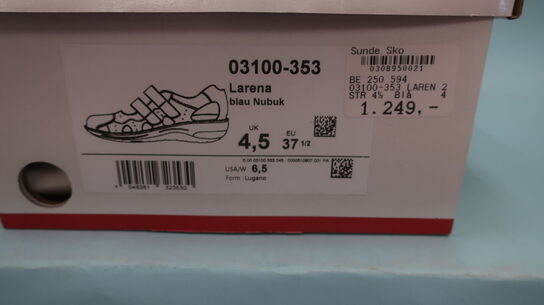 03100-353
Larena
blau Nubuk
UK
EU
4,5
37 1/2
USA/W 6,5
Form : Lugano
Sunde Sko
0308950021
BE 250 594
03100-353 LAREN 2
STR 4½ Blå 4
1.249,-